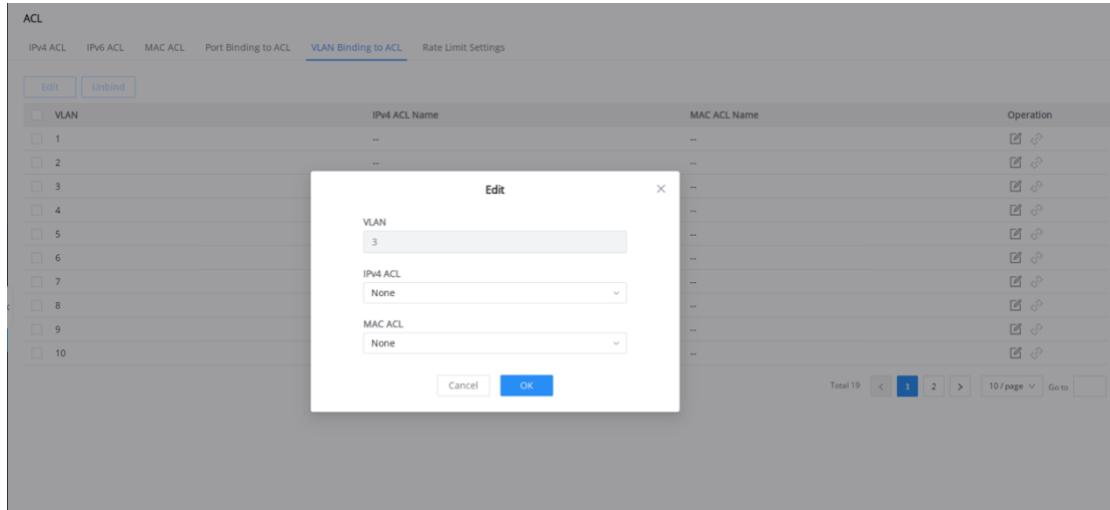 ACL
IPv4 ACL IPv6 ACL MAC ACL Port Binding to ACL VLAN Binding to ACL Rate Limit Settings
Edit Unbind
VLAN IPv4 ACL Name MAC ACL Name Operation
1 -- --
2 -- --
3 --
4 --
5 --
6 --
7 --
8 --
9 --
10 --
Edit
VLAN
3
IPv4 ACL
None
MAC ACL
None
Cancel OK
Total 19 < 1 2 > 10 / page Go to